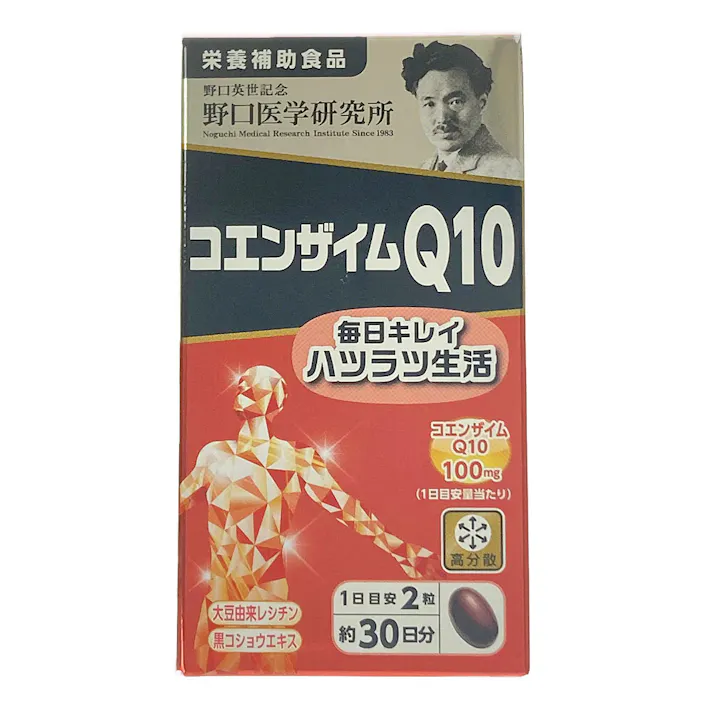 栄養補助食品
野口英世記念
野口医学研究所
Noguchi Medical Research Institute Since 1983
コエンザイムQ10
毎日キレイ
ハツラツ生活
コエンザイム
Q10
100mg
(1日目安量当たり)
高分散
大豆由来レシチン
黒コショウエキス
1日目安2粒
約30日分